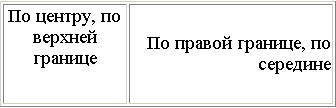 По центру, по
верхней
границе
По правой границе, по
середине